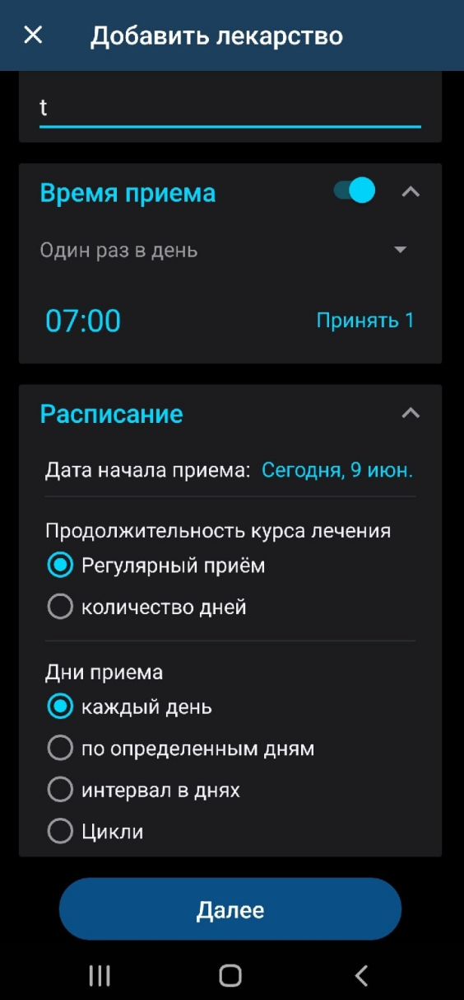 Добавить лекарство
t
Время приема
Один раз в день
07:00 Принять 1
Расписание
Дата начала приема: Сегодня, 9 июн.
Продолжительность курса лечения
Регулярный приём
количество дней
Дни приема
каждый день
по определенным дням
интервал в днях
Цикли
Далее